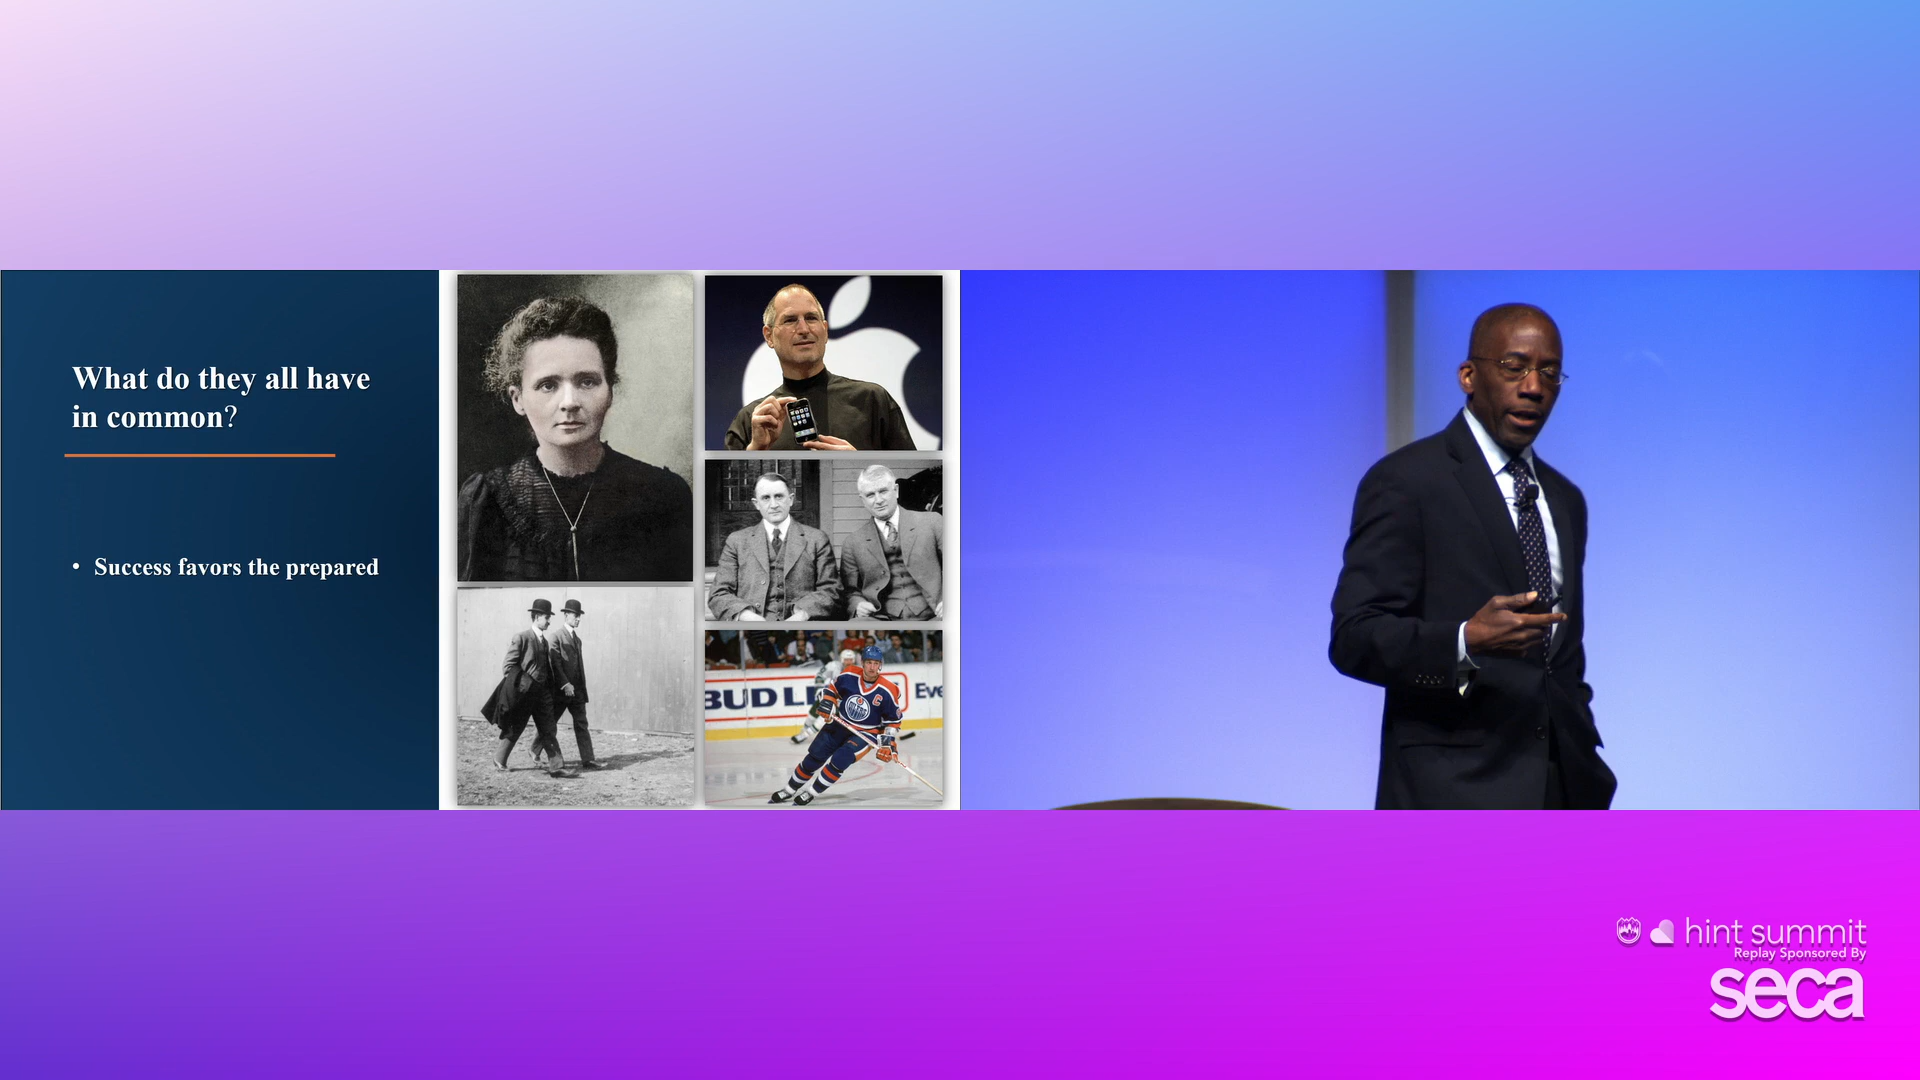 What do they all have
in common?
• Success favors the prepared
BUD LI
Eve
C
hint summit
Replay Sponsored By
seca